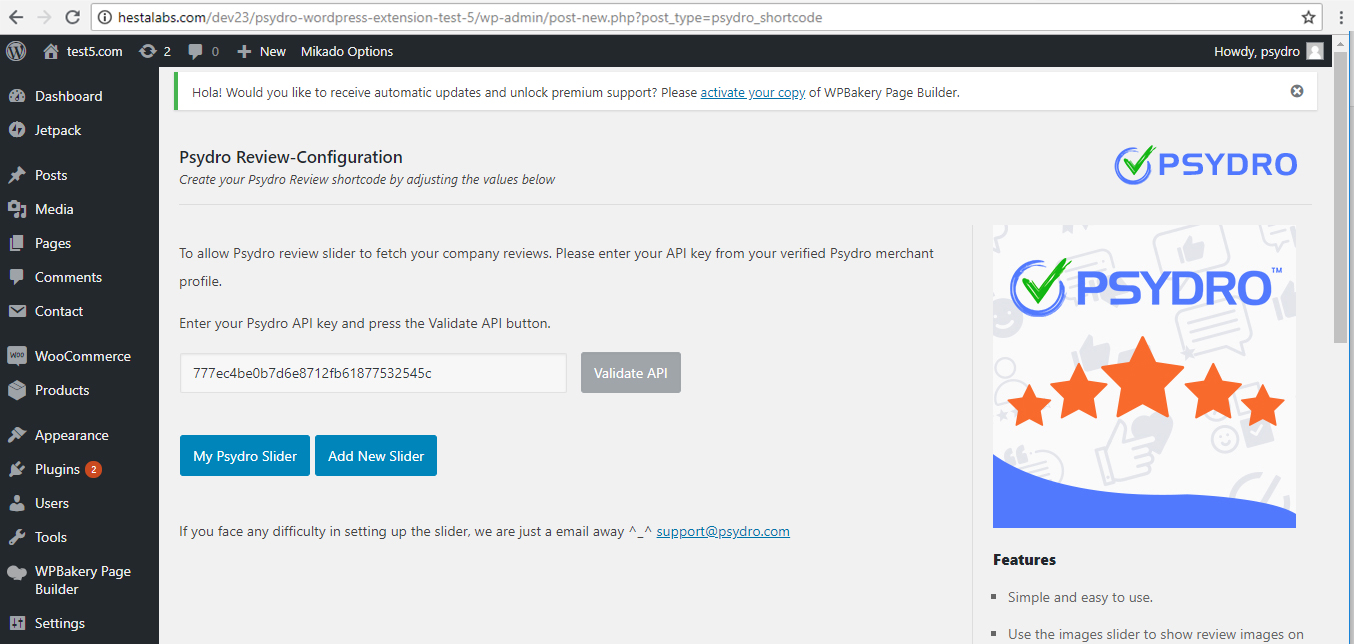 hestalabs.com/dev23/psydro-wordpress-extension-test-5/wp-admin/post-new.php?post_type=psydro_shortcode
test5.com 2 0 New Mikado Options Howdy, psydro
Dashboard
Jetpack
Posts
Media
Pages
Comments
Contact
WOO WooCommerce
Products
Appearance
Plugins 2
Users
Tools
WPBakery Page
Builder
Settings
Hola! Would you like to receive automatic updates and unlock premium support? Please activate your copy of WPBakery Page Builder.
Psydro Review-Configuration
Create your Psydro Review shortcode by adjusting the values below
PSYDRO
To allow Psydro review slider to fetch your company reviews. Please enter your API key from your verified Psydro merchant
profile.
Enter your Psydro API key and press the Validate API button.
777ec4be0b7d6e8712fb61877532545c Validate API
My Psydro Slider Add New Slider
If you face any difficulty in setting up the slider, we are just a email away ^_^ support@psydro.com
PSYDRO™
Features
Simple and easy to use.
Use the images slider to show review images on